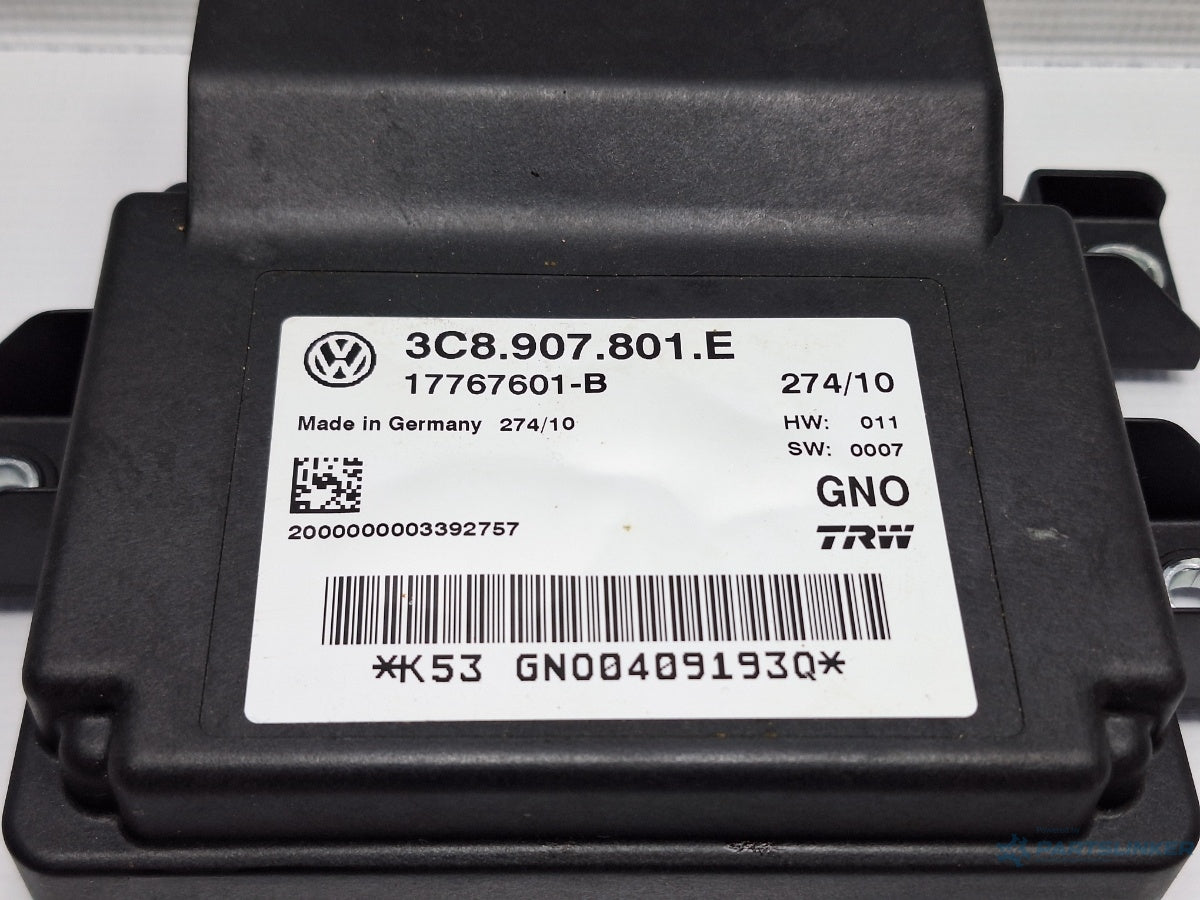 3C8.907.801.E
17767601-B 274/10
Made in Germany 274/10 HW: 011
SW: 0007
GNO
2000000003392757 TRW
*K53 GNO04091930*